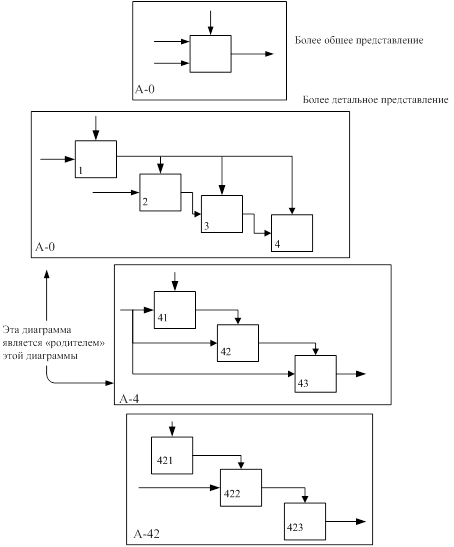 Более общее представление
А-0
Более детальное представление
1
2
3
4
А-0
Эта диаграмма
является «родителем»
этой диаграммы
41
42
43
А-4
421
422
423
А-42